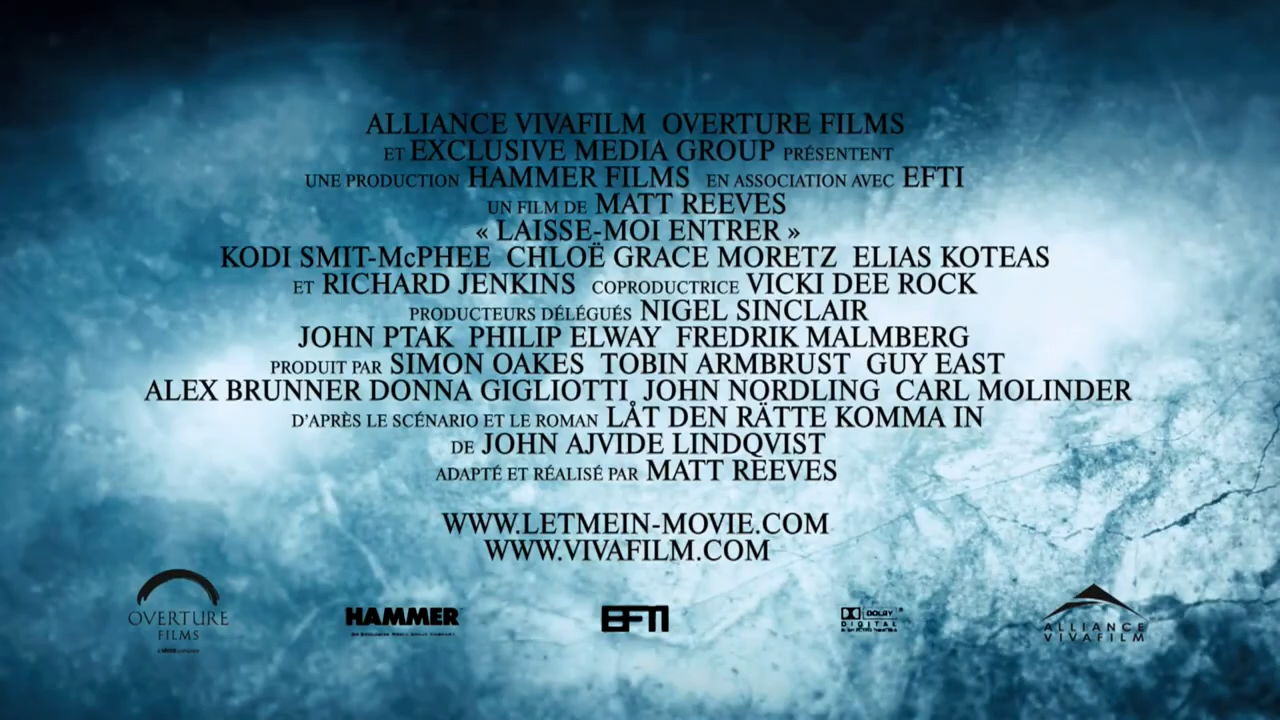 ALLIANCE VIVAFILM OVERTURE FILMS
ET EXCLUSIVE MEDIA GROUP PRÉSENTENT
UNE PRODUCTION HAMMER FILMS EN ASSOCIATION AVEC EFTI
UN FILM DE MATT REEVES
« LAISSE-MOI ENTRER »
KODI SMIT-McPHEE CHLOË GRACE MORETZ ELIAS KOTEAS
ET RICHARD JENKINS COPRODUCTRICE VICKI DEE ROCK
PRODUCTEURS DÉLÉGUÉS NIGEL SINCLAIR
JOHN PTAK PHILIP ELWAY FREDRIK MALMBERG
PRODUIT PAR SIMON OAKES TOBIN ARMBRUST GUY EAST
ALEX BRUNNER DONNA GIGLIOTTI, JOHN NORDLING CARL MOLINDER
D'APRÈS LE SCÉNARIO ET LE ROMAN LÅT DEN RÄTTE KOMMA IN
DE JOHN AJVIDE LINDQVIST
ADAPTÉ ET RÉALISÉ PAR MATT REEVES
WWW.LETMEIN-MOVIE.COM
WWW.VIVAFILM.COM
OVERTURE
FILMS
HAMMER
EFTI
DOLBY
DIGITAL
ALLIANCE
VIVAFILM